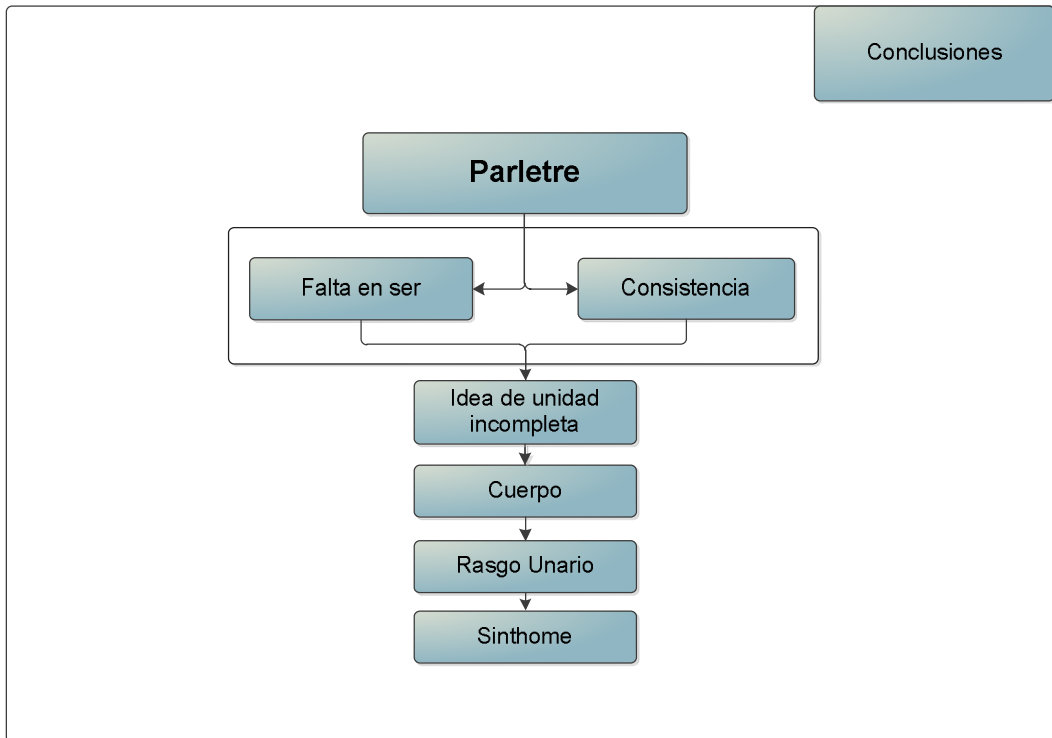 Conclusiones
Parletre
Falta en ser
Consistencia
Idea de unidad
incompleta
Cuerpo
Rasgo Unario
Sinthome